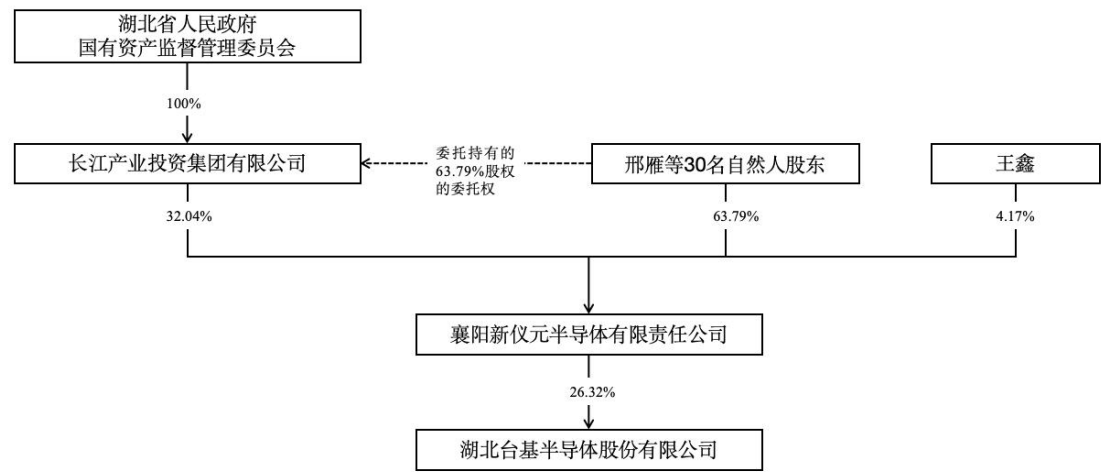 湖北省人民政府
国有资产监督管理委员会
100%
长江产业投资集团有限公司
委托持有的
63.79%股权
的委托权
邢雁等30名自然人股东
王鑫
32.04%
63.79%
4.17%
襄阳新仪元半导体有限责任公司
26.32%
湖北台基半导体股份有限公司